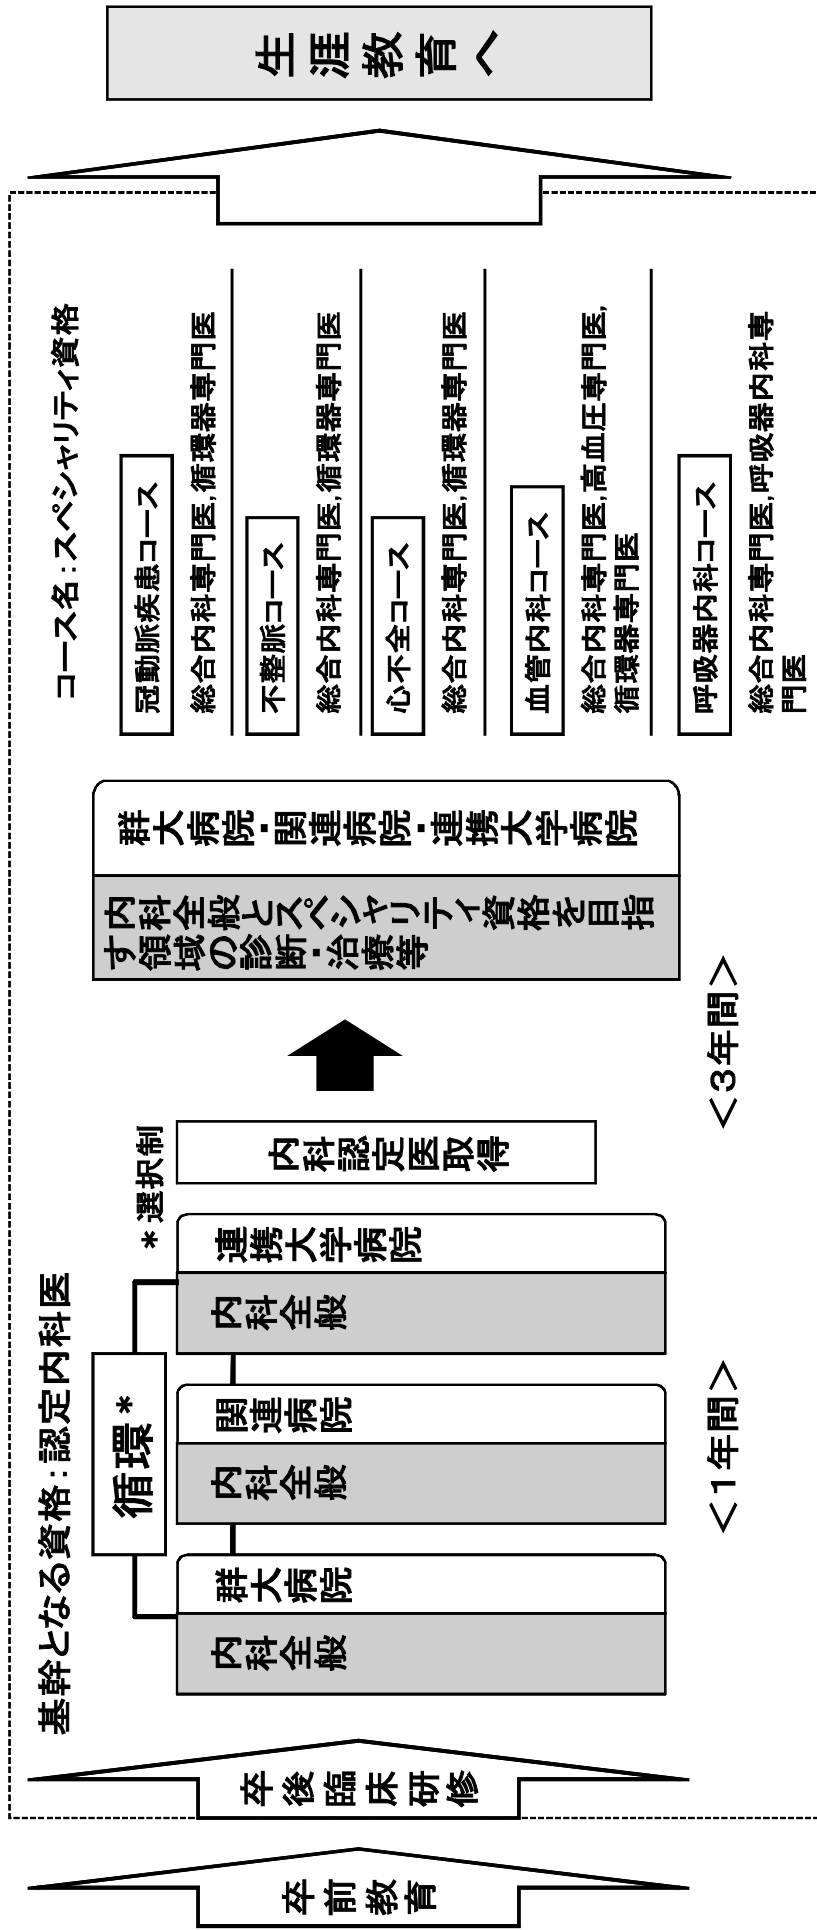 卒前教育
卒後臨床研修
基幹となる資格：認定内科医
循環*
*選択制
群大病院
内科全般
関連病院
内科全般
連携大学病院
内科全般
内科認定医取得
＜1年間＞
群大病院・関連病院・連携大学病院
内科全般とスペシャリティ資格を目指
す領域の診断・治療等
＜3年間＞
コース名：スペシャリティ資格
冠動脈疾患コース
総合内科専門医,循環器専門医
不整脈コース
総合内科専門医,循環器専門医
心不全コース
総合内科専門医,循環器専門医
血管内科コース
総合内科専門医,高血圧専門医,
循環器専門医
呼吸器内科コース
総合内科専門医,呼吸器内科専
門医
生涯教育へ